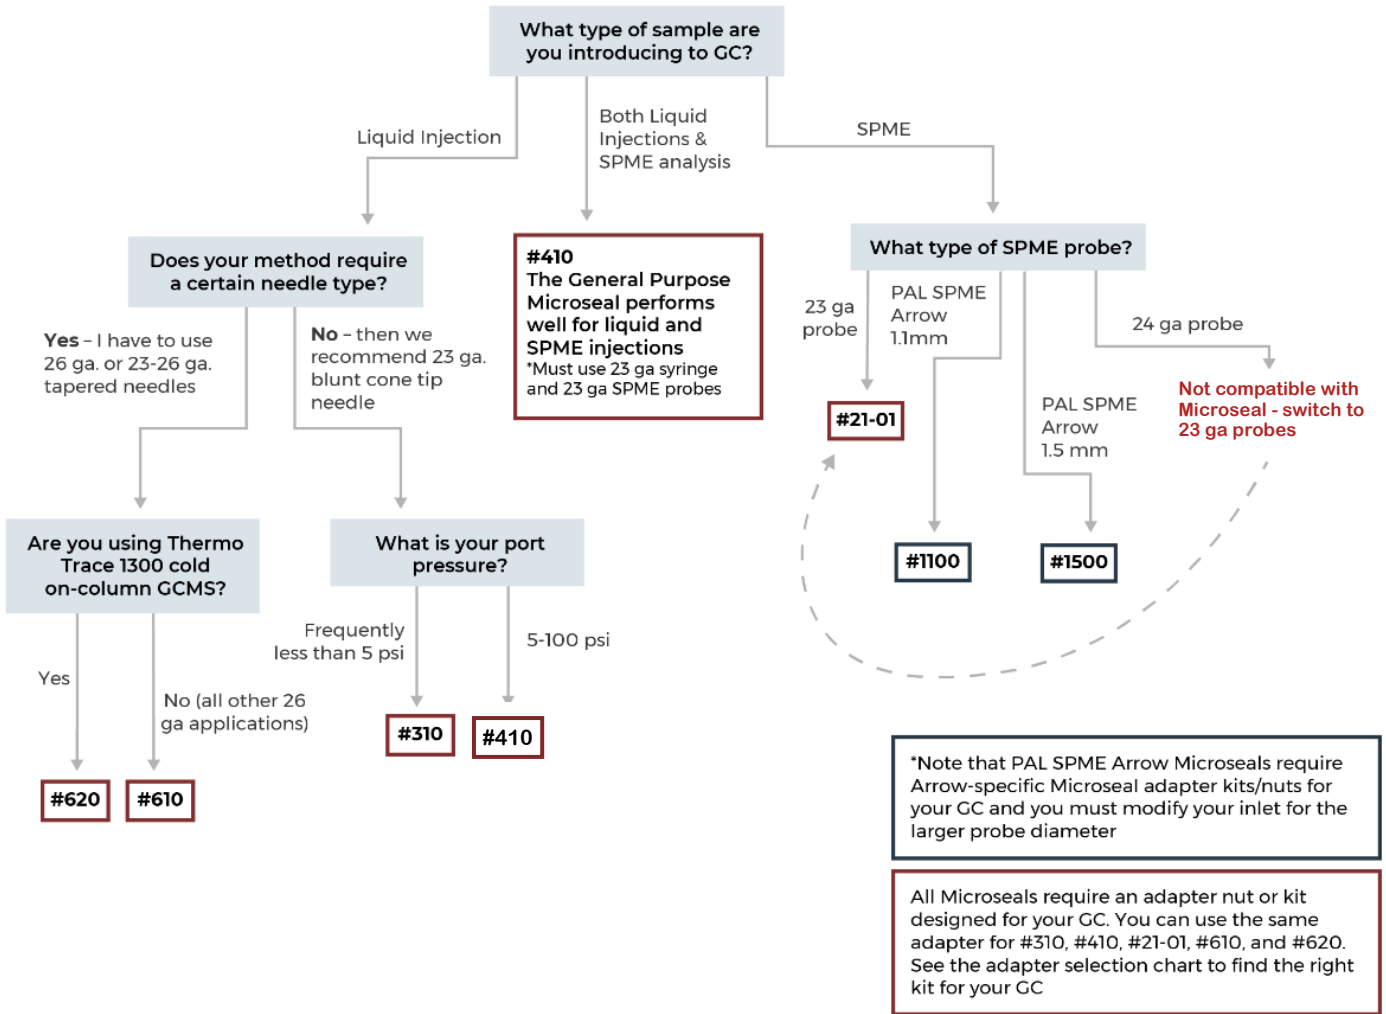 What type of sample are
you introducing to GC?
Liquid Injection
Both Liquid
Injections &
SPME analysis
SPME
Does your method require
a certain needle type?
#410
The General Purpose
Microseal performs
well for liquid and
SPME injections
*Must use 23 ga syringe
and 23 ga SPME probes
What type of SPME probe?
Yes – I have to use
26 ga. or 23-26 ga.
tapered needles
No – then we
recommend 23 ga.
blunt cone tip
needle
23 ga
probe
PAL SPME
Arrow
1.1mm
24 ga probe
#21-01
PAL SPME
Arrow
1.5 mm
Not compatible with
Microseal - switch to
23 ga probes
Are you using Thermo
Trace 1300 cold
on-column GCMS?
What is your port
pressure?
#1100
#1500
Yes
No (all other 26
ga applications)
Frequently
less than 5 psi
5-100 psi
#310
#410
#620
#610
*Note that PAL SPME Arrow Microseals require
Arrow-specific Microseal adapter kits/nuts for
your GC and you must modify your inlet for the
larger probe diameter
All Microseals require an adapter nut or kit
designed for your GC. You can use the same
adapter for #310, #410, #21-01, #610, and #620.
See the adapter selection chart to find the right
kit for your GC